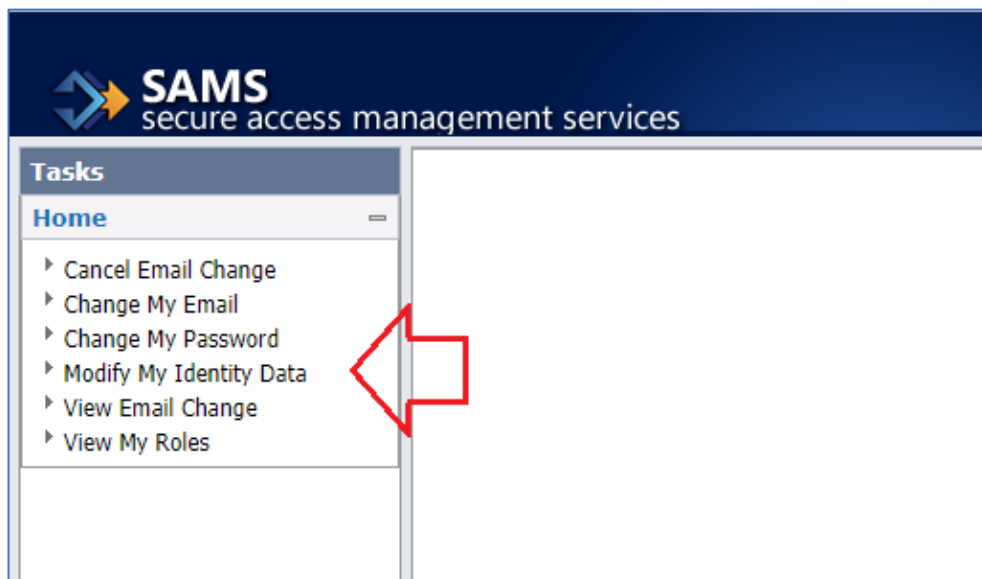 SAMS
secure access management services
Tasks
Home
Cancel Email Change
Change My Email
Change My Password
Modify My Identity Data
View Email Change
View My Roles